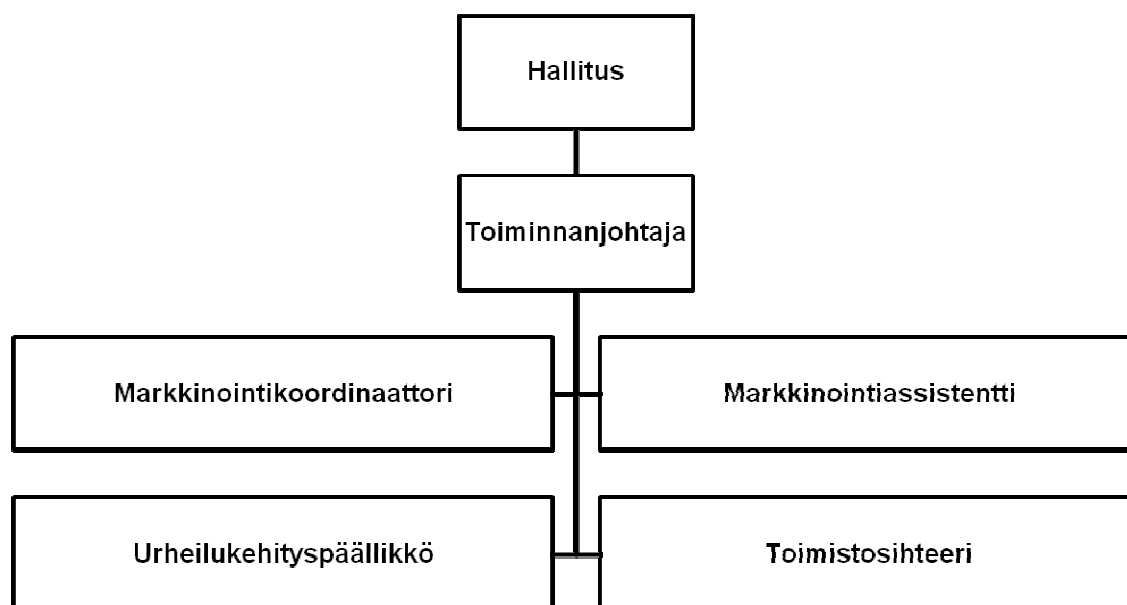 Hallitus
Toiminnanjohtaja
Markkinointikoordinaattori
Markkinointiassistentti
Urheilukehityspäällikkö
Toimistosihteeri